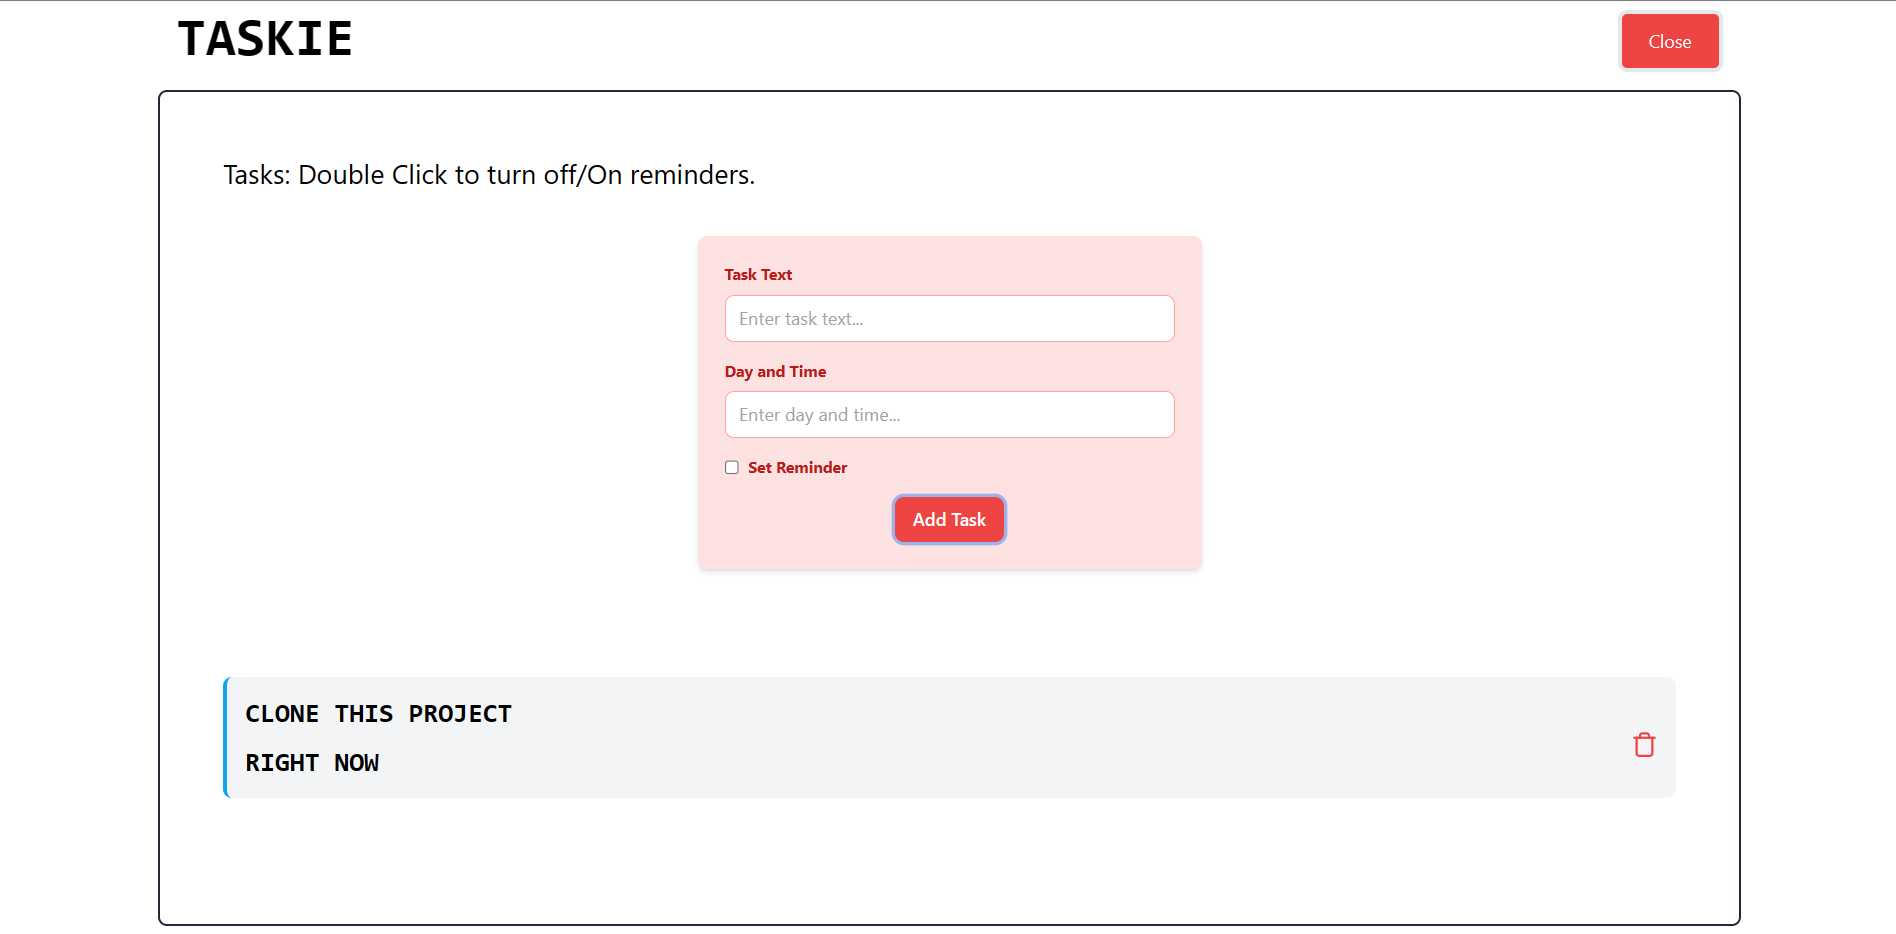 TASKIE
Close
Tasks: Double Click to turn off/On reminders.
Task Text
Enter task text...
Day and Time
Enter day and time...
Set Reminder
Add Task
CLONE THIS PROJECT
RIGHT NOW